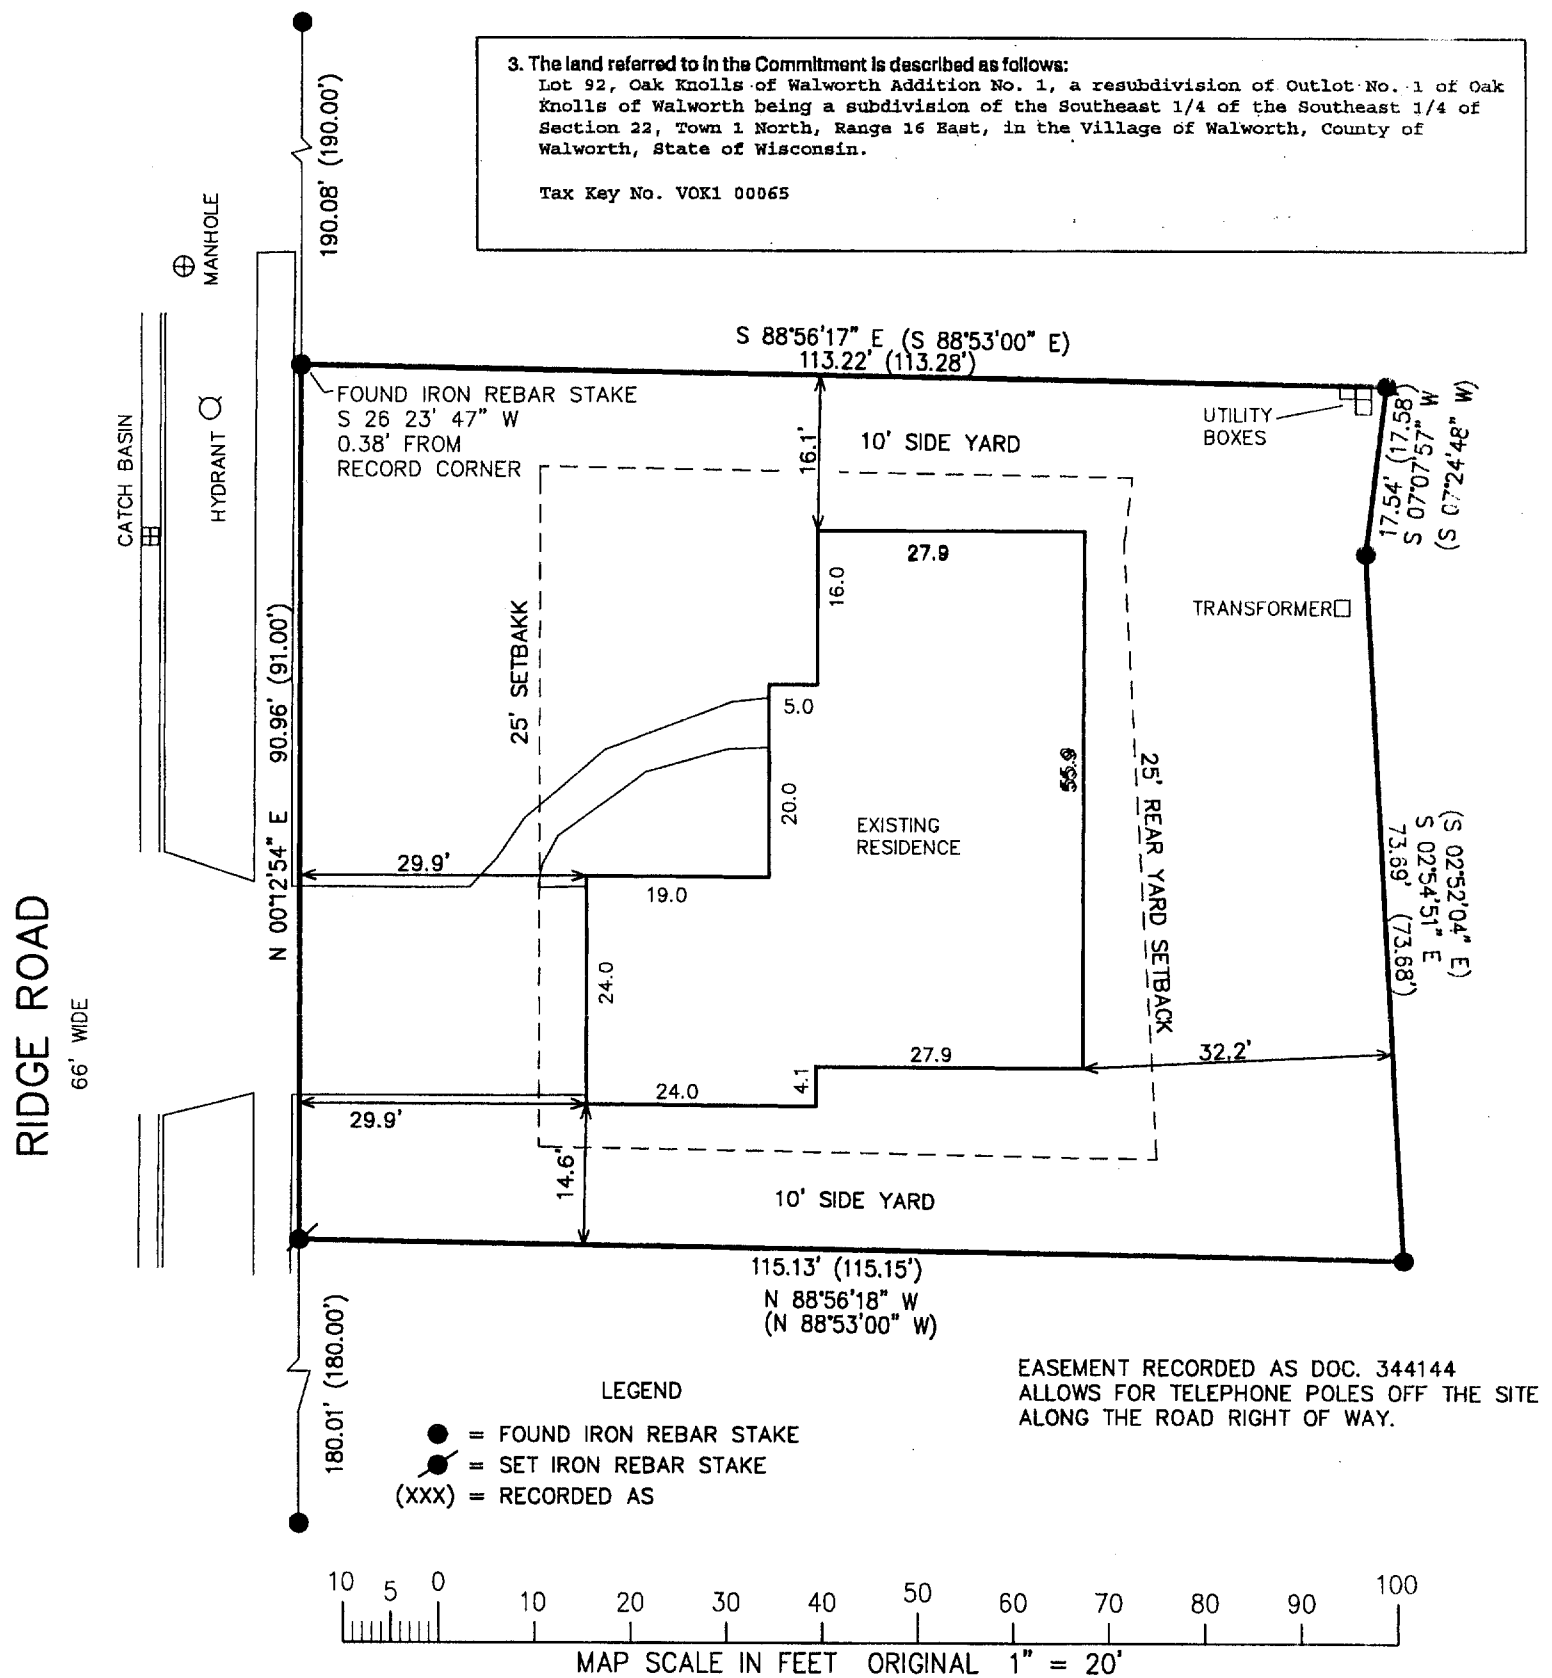 190.08' (190.00')
3. The land referred to in the Commitment is described as follows:
Lot 92, Oak Knolls of Walworth Addition No. 1, a resubdivision of Outlot No. 1 of Oak
Knolls of Walworth being a subdivision of the Southeast 1/4 of the Southeast 1/4 of
Section 22, Town 1 North, Range 16 East, in the Village of Walworth, County of
Walworth, State of Wisconsin.
Tax Key No. VOK1 00065
MANHOLE
S 88°56'17" E (S 88°53'00" E)
113.22' (113.28')
FOUND IRON REBAR STAKE
S 26 23' 47" W
0.38' FROM
RECORD CORNER
CATCH BASIN
HYDRANT
16.1'
10' SIDE YARD
UTILITY
BOXES
17.54' (17.58)
S 07°07'57" W
(S 07°24'48" W)
27.9
16.0
TRANSFORMER
N 00°12'54" E 90.96' (91.00')
25' SETBAKK
5.0
20.0
55.9
25' REAR YARD SETBACK
EXISTING
RESIDENCE
73.69' (73.68')
S 02°54'51" E
(S 02°52'04" E)
29.9'
19.0
RIDGE ROAD
66' WIDE
24.0
27.9
32.2'
4.1
24.0
29.9'
14.6'
10' SIDE YARD
115.13' (115.15')
N 88°56'18" W
(N 88°53'00" W)
180.01' (180.00')
EASEMENT RECORDED AS DOC. 344144
ALLOWS FOR TELEPHONE POLES OFF THE SITE
ALONG THE ROAD RIGHT OF WAY.
LEGEND
= FOUND IRON REBAR STAKE
= SET IRON REBAR STAKE
(XXX) = RECORDED AS
10 5 0 10 20 30 40 50 60 70 80 90 100
MAP SCALE IN FEET ORIGINAL 1" = 20'